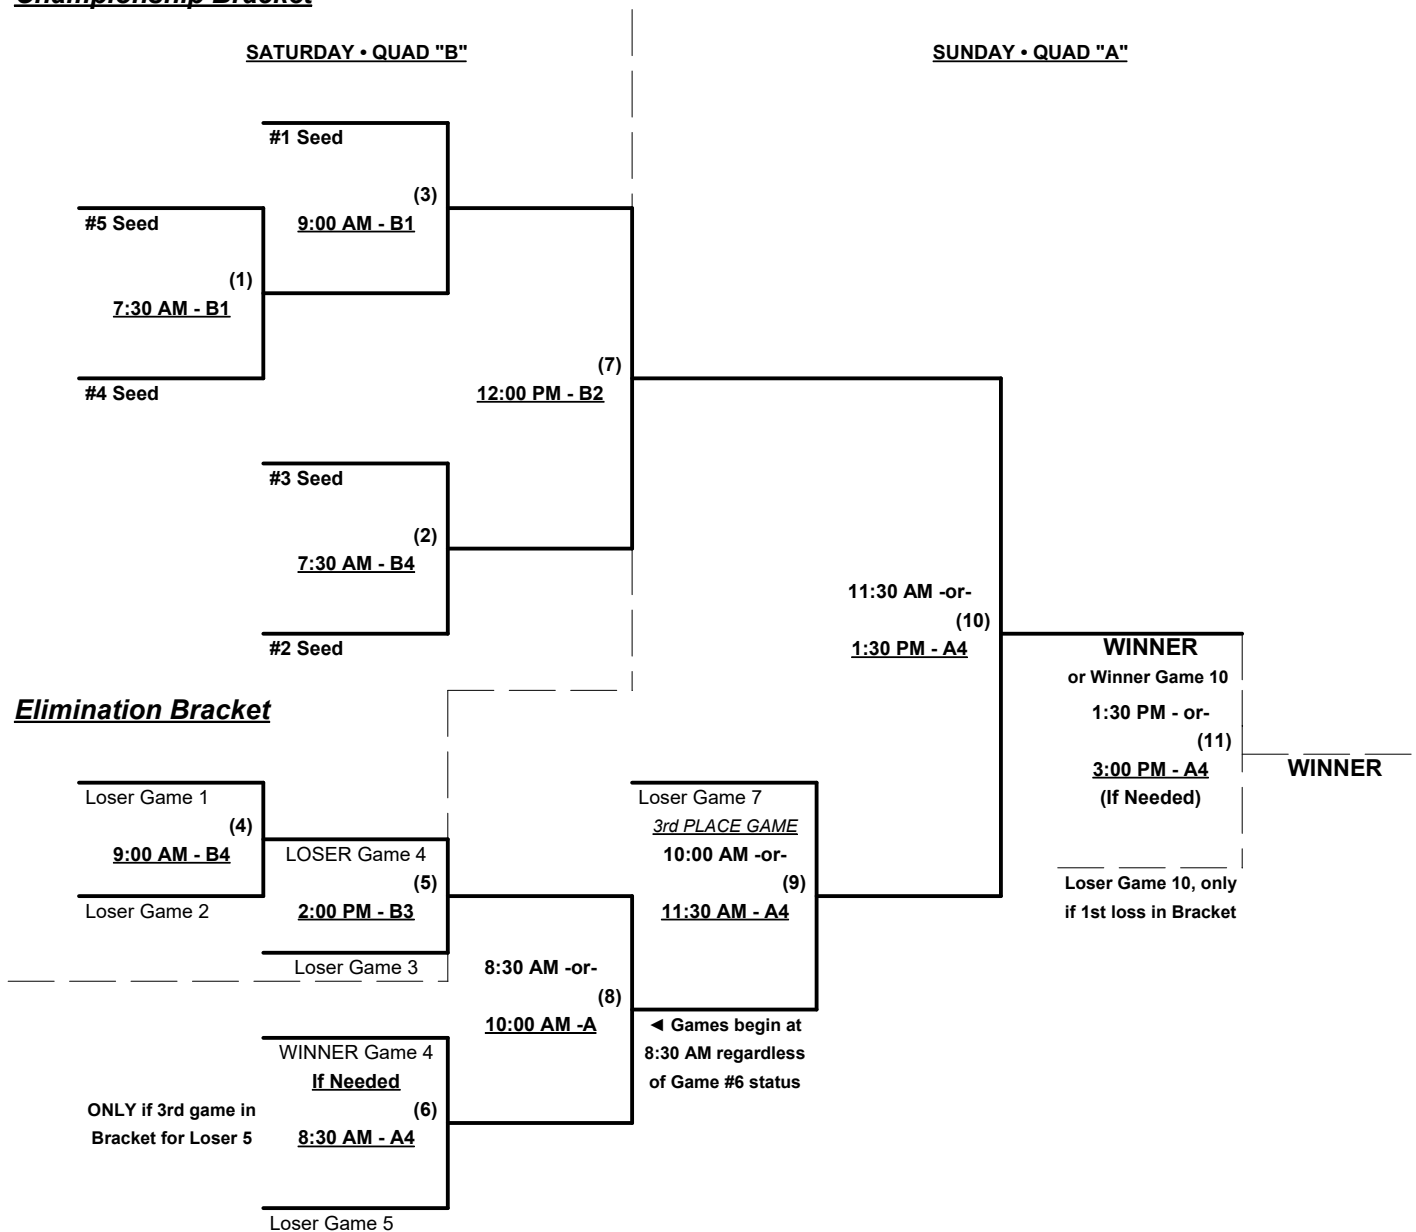 Championship Bracket
SATURDAY • QUAD "B"
SUNDAY • QUAD "A"
#1 Seed
(3)
9:00 AM - B1
#5 Seed
(1)
7:30 AM - B1
#4 Seed
(7)
12:00 PM - B2
#3 Seed
(2)
7:30 AM - B4
#2 Seed
11:30 AM -or-
(10)
1:30 PM - A4
WINNER
or Winner Game 10
1:30 PM - or-
(11)
3:00 PM - A4
(If Needed)
WINNER
Loser Game 10, only
if 1st loss in Bracket
Elimination Bracket
Loser Game 1
(4)
9:00 AM - B4
Loser Game 2
LOSER Game 4
(5)
2:00 PM - B3
Loser Game 3
Loser Game 7
3rd PLACE GAME
10:00 AM -or-
(9)
11:30 AM - A4
8:30 AM -or-
(8)
10:00 AM -A
◄ Games begin at
8:30 AM regardless
of Game #6 status
WINNER Game 4
If Needed
(6)
8:30 AM - A4
ONLY if 3rd game in
Bracket for Loser 5
Loser Game 5